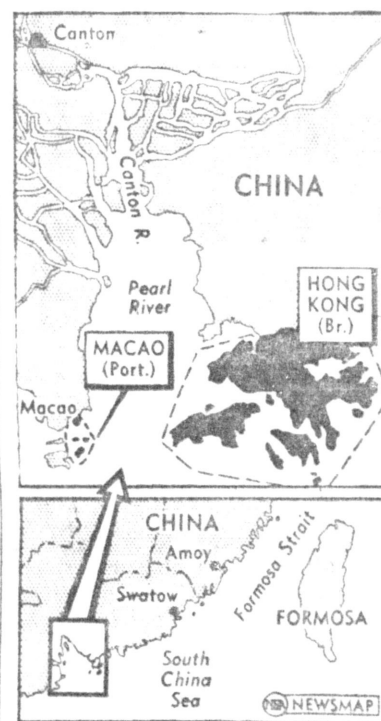 Canton
Canton R.
CHINA
Pearl
River
HONG
KONG
(Br.)
MACAO
(Port.)
Macao
CHINA
Amoy
Swatow
Formosa Strait
FORMOSA
South
China
Sea
NEWSMAP